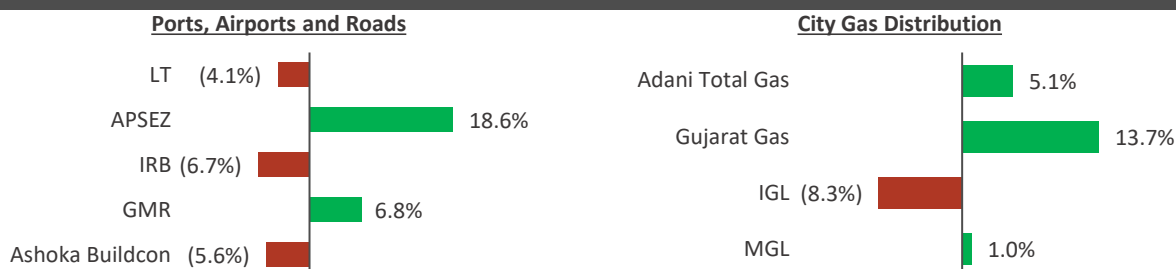 Ports, Airports and Roads
LT (4.1%)
APSEZ 18.6%
IRB (6.7%)
GMR 6.8%
Ashoka Buildcon (5.6%)
City Gas Distribution
Adani Total Gas 5.1%
Gujarat Gas 13.7%
IGL (8.3%)
MGL 1.0%